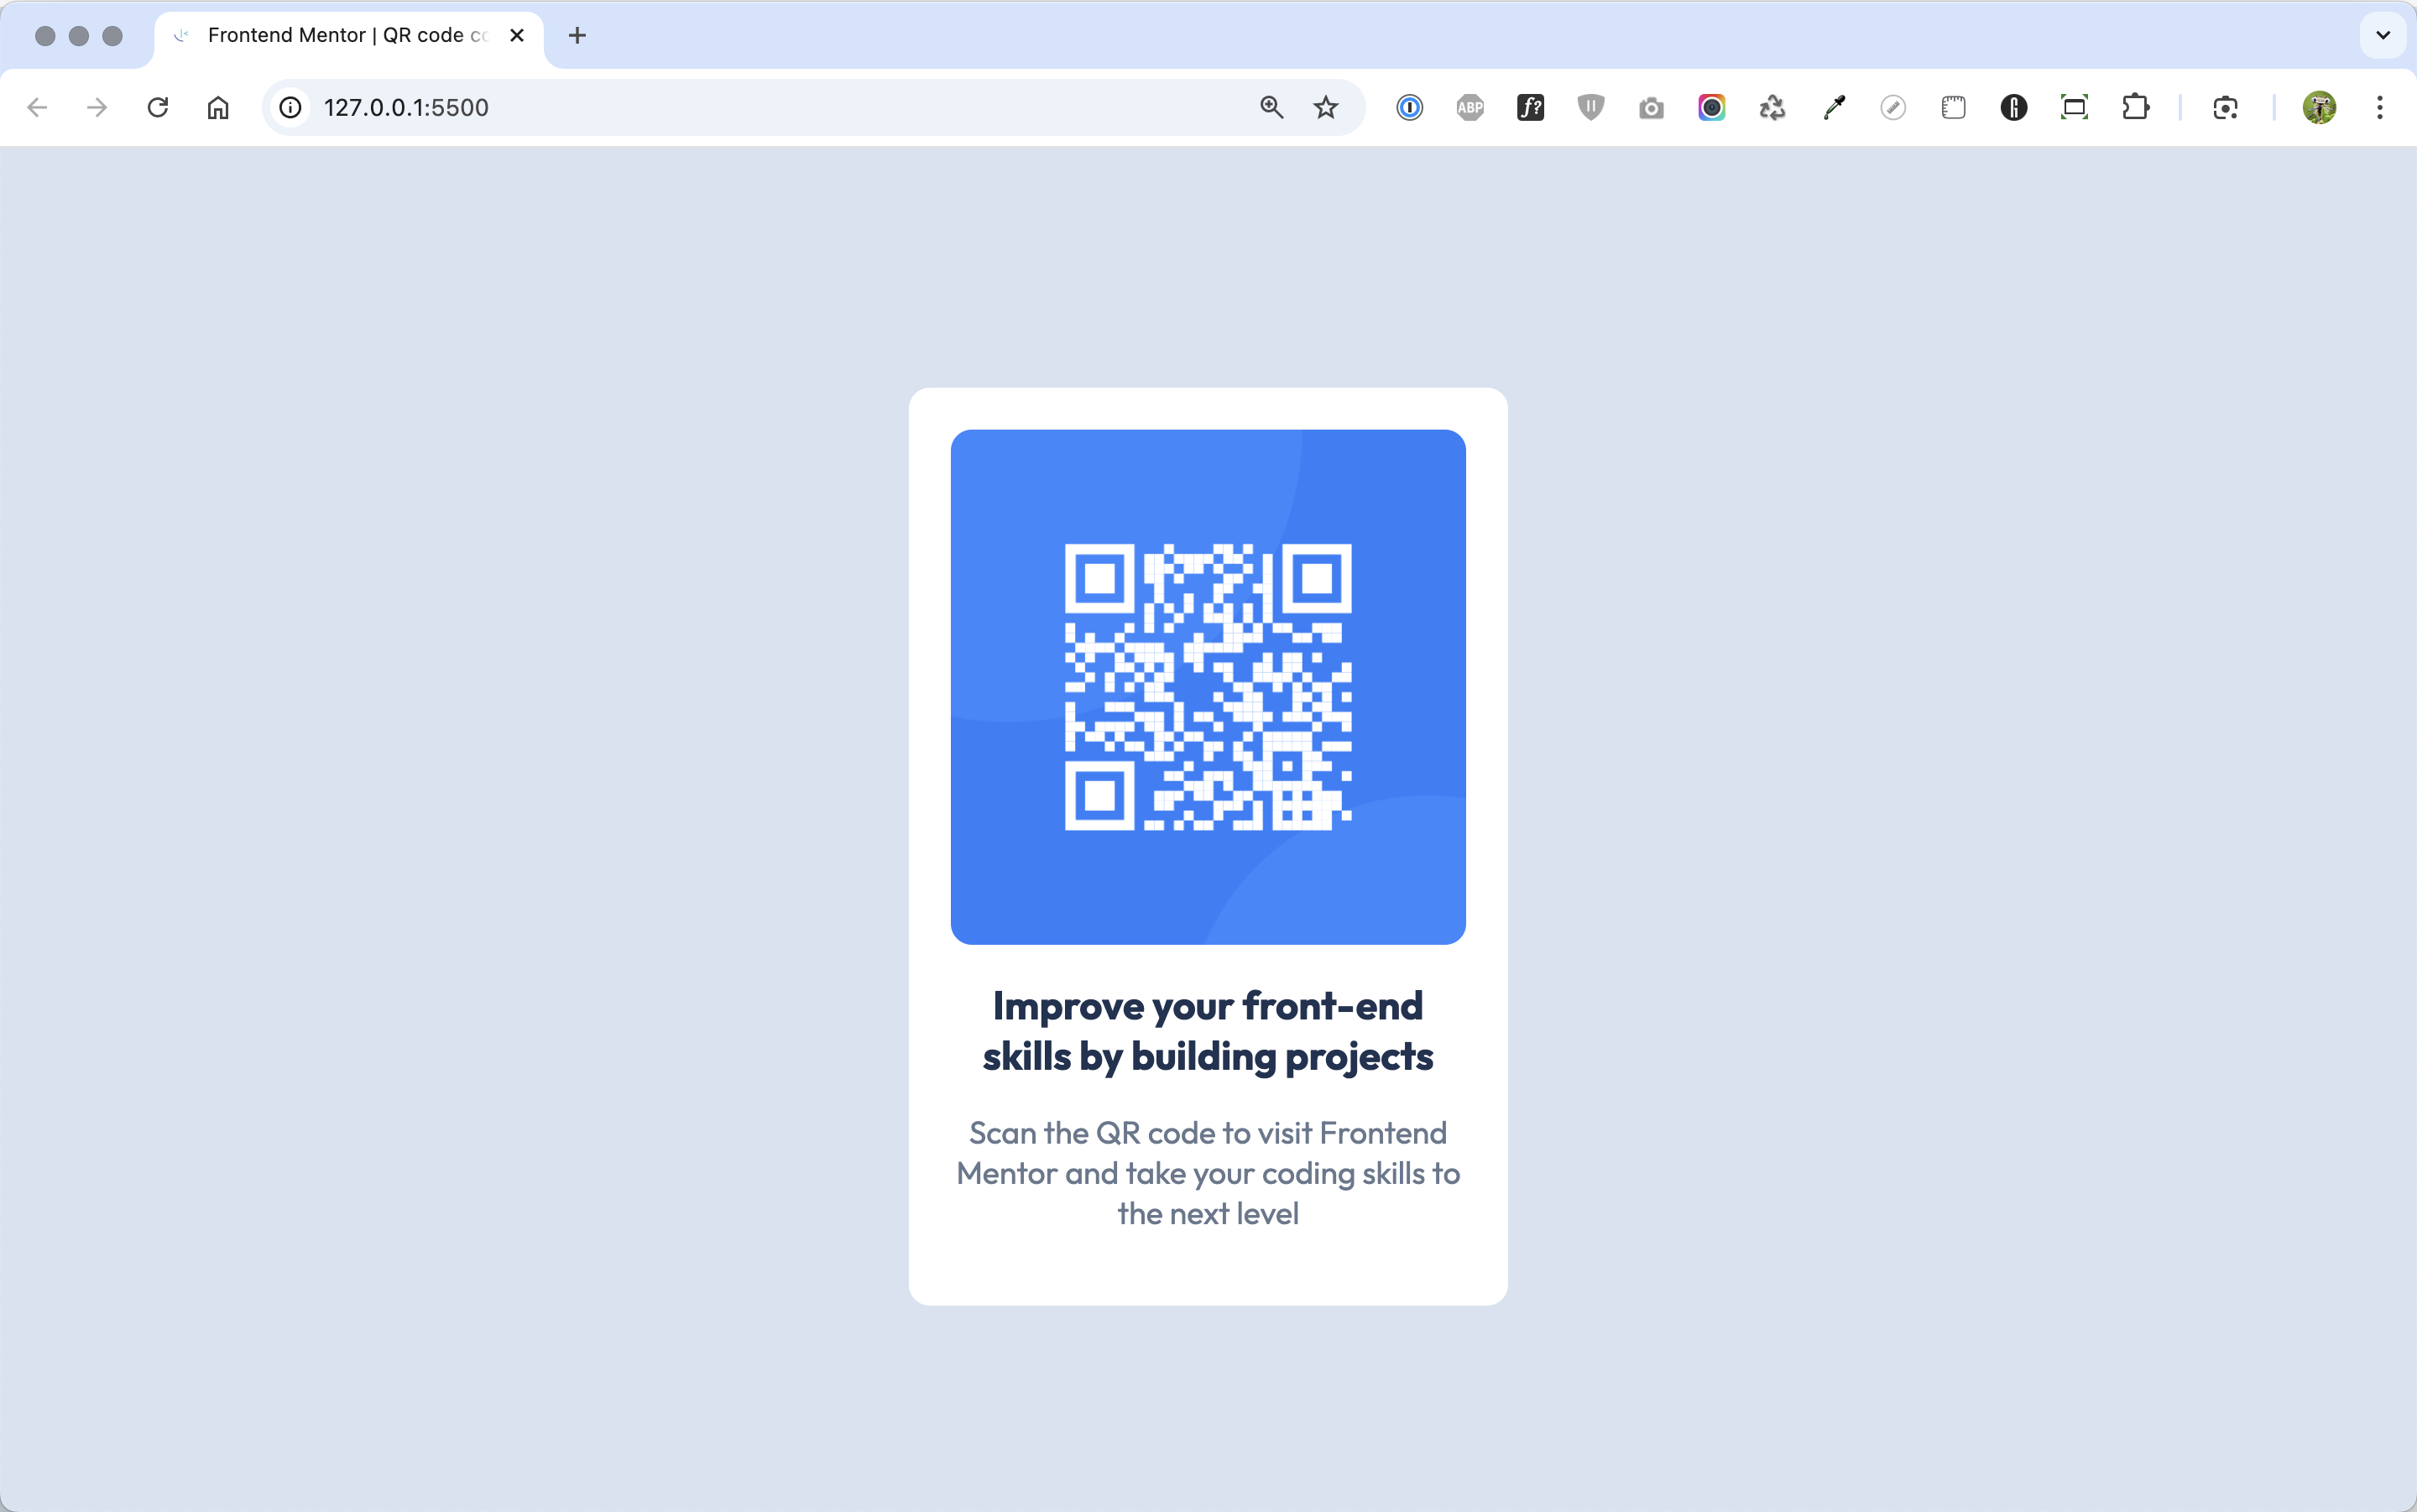 Frontend Mentor | QR code co
127.0.0.1:5500
ABP
f?
Improve your front-end
skills by building projects
Scan the QR code to visit Frontend
Mentor and take your coding skills to
the next level